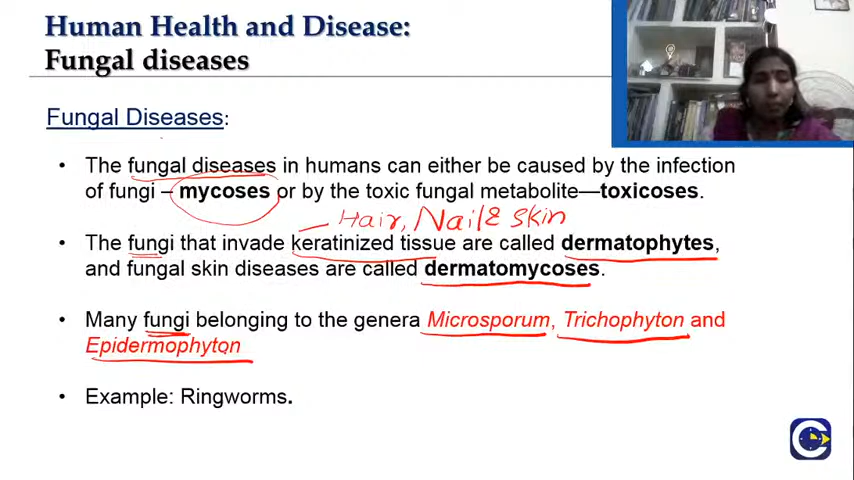 Human Health and Disease:
Fungal diseases
Fungal Diseases:
• The fungal diseases in humans can either be caused by the infection
of fungi – mycoses or by the toxic fungal metabolite—toxicoses.
Hair, Nail & skin
• The fungi that invade keratinized tissue are called dermatophytes,
and fungal skin diseases are called dermatomycoses.
• Many fungi belonging to the genera Microsporum, Trichophyton and
Epidermophyton
• Example: Ringworms.